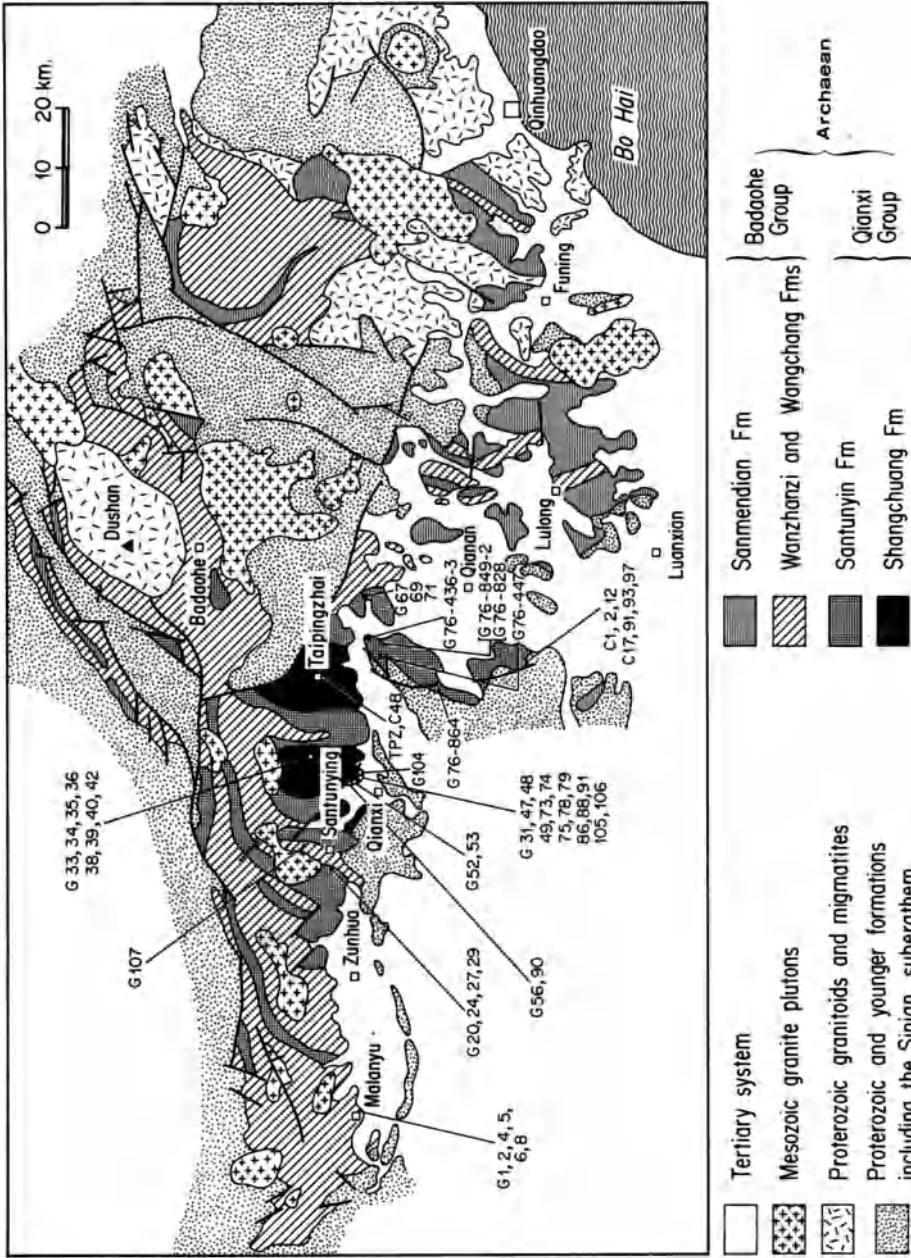 0 10 20 km.
Dushan
Badaohe
G 33, 34, 35, 36
38, 39, 40, 42
G107
Taipingzhai
Santunying
Qianxi
Zunhua
Malanyu
G1, 2, 4, 5,
6, 8
G20, 24, 27, 29
G56, 90
G52, 53
G 31, 47, 48
49, 73, 74
75, 78, 79
86, 88, 91
105, 106
G104
TPZ, C48
G76-864
G 67
69
71
Qianan
G76-436-3
G76-849-2
G76-828
G76-447
C1, 2, 12
C17, 91, 93, 97
Lulong
Luanxian
Funing
Qinhuangdao
Bo Hai
Tertiary system
Mesozoic granite plutons
Proterozoic granitoids and migmatites
Proterozoic and younger formations
including the Sinian suberathem
Sanmendian Fm
Wanzhanzi and Wangchang Fms
Badaohe
Group
Santunyin Fm
Shangchuang Fm
Qianxi
Group
Archaean